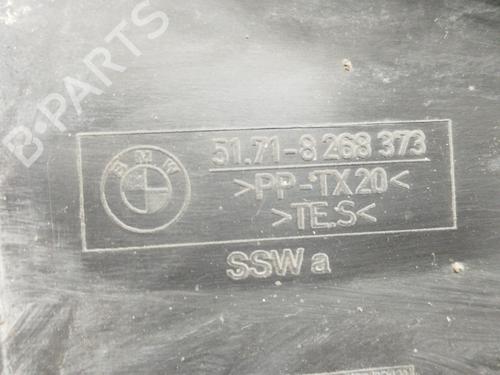 B-PARTS
BMW
51.71-8 268 373
>PP-TX20<
>TE.S<
SSW a